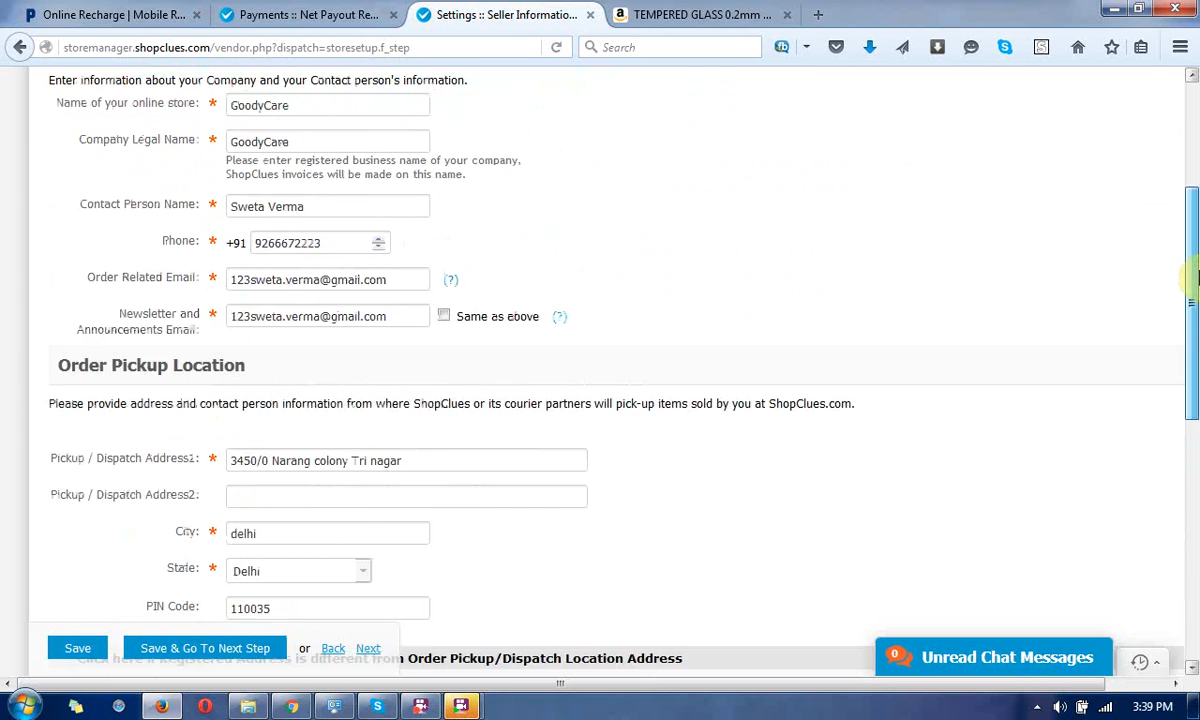 Online Recharge | Mobile R...
Payments :: Net Payout Re...
Settings :: Seller Informatio...
TEMPERED GLASS 0.2mm ...
storemanager.shopclues.com/vendor.php?dispatch=storesetup.f_step
Search
Enter information about your Company and your Contact person's information.
Name of your online store: * GoodyCare
Company Legal Name: * GoodyCare
Please enter registered business name of your company,
ShopClues invoices will be made on this name.
Contact Person Name: * Sweta Verma
Phone: * +91 9266672223
Order Related Email: * 123sweta.verma@gmail.com (?)
Newsletter and
Announcements Email: * 123sweta.verma@gmail.com Same as above (?)
Order Pickup Location
Please provide address and contact person information from where ShopClues or its courier partners will pick-up items sold by you at ShopClues.com.
Pickup / Dispatch Address1: * 3450/0 Narang colony Tri nagar
Pickup / Dispatch Address2:
City: * delhi
State: * Delhi
PIN Code: 110035
Save Save & Go To Next Step or Back Next
Click here if Registered Address is different from Order Pickup/Dispatch Location Address
0 Unread Chat Messages
3:39 PM